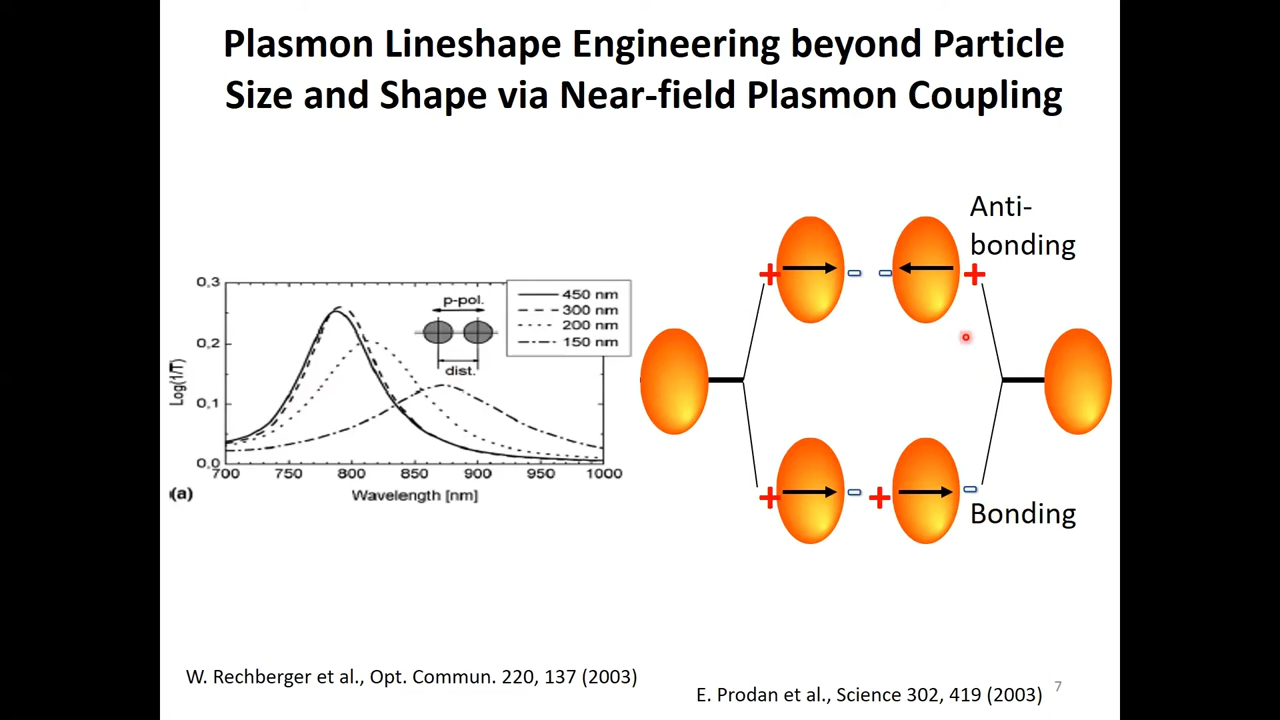 Plasmon Lineshape Engineering beyond Particle
Size and Shape via Near-field Plasmon Coupling
0,3
0,2
0,1
0,0
Log(1/T)
700
750
800
850
900
950
1000
Wavelength [nm]
(a)
p-pol.
dist.
450 nm
300 nm
200 nm
150 nm
Anti-
bonding
+ - - +
+ - + -
Bonding
W. Rechberger et al., Opt. Commun. 220, 137 (2003)
E. Prodan et al., Science 302, 419 (2003)
7